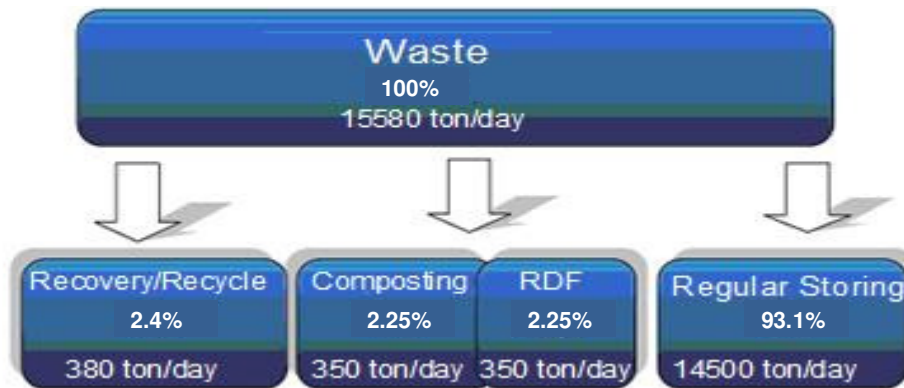 Waste
100%
15580 ton/day
Recovery/Recycle
2.4%
380 ton/day
Composting
2.25%
350 ton/day
RDF
2.25%
350 ton/day
Regular Storing
93.1%
14500 ton/day